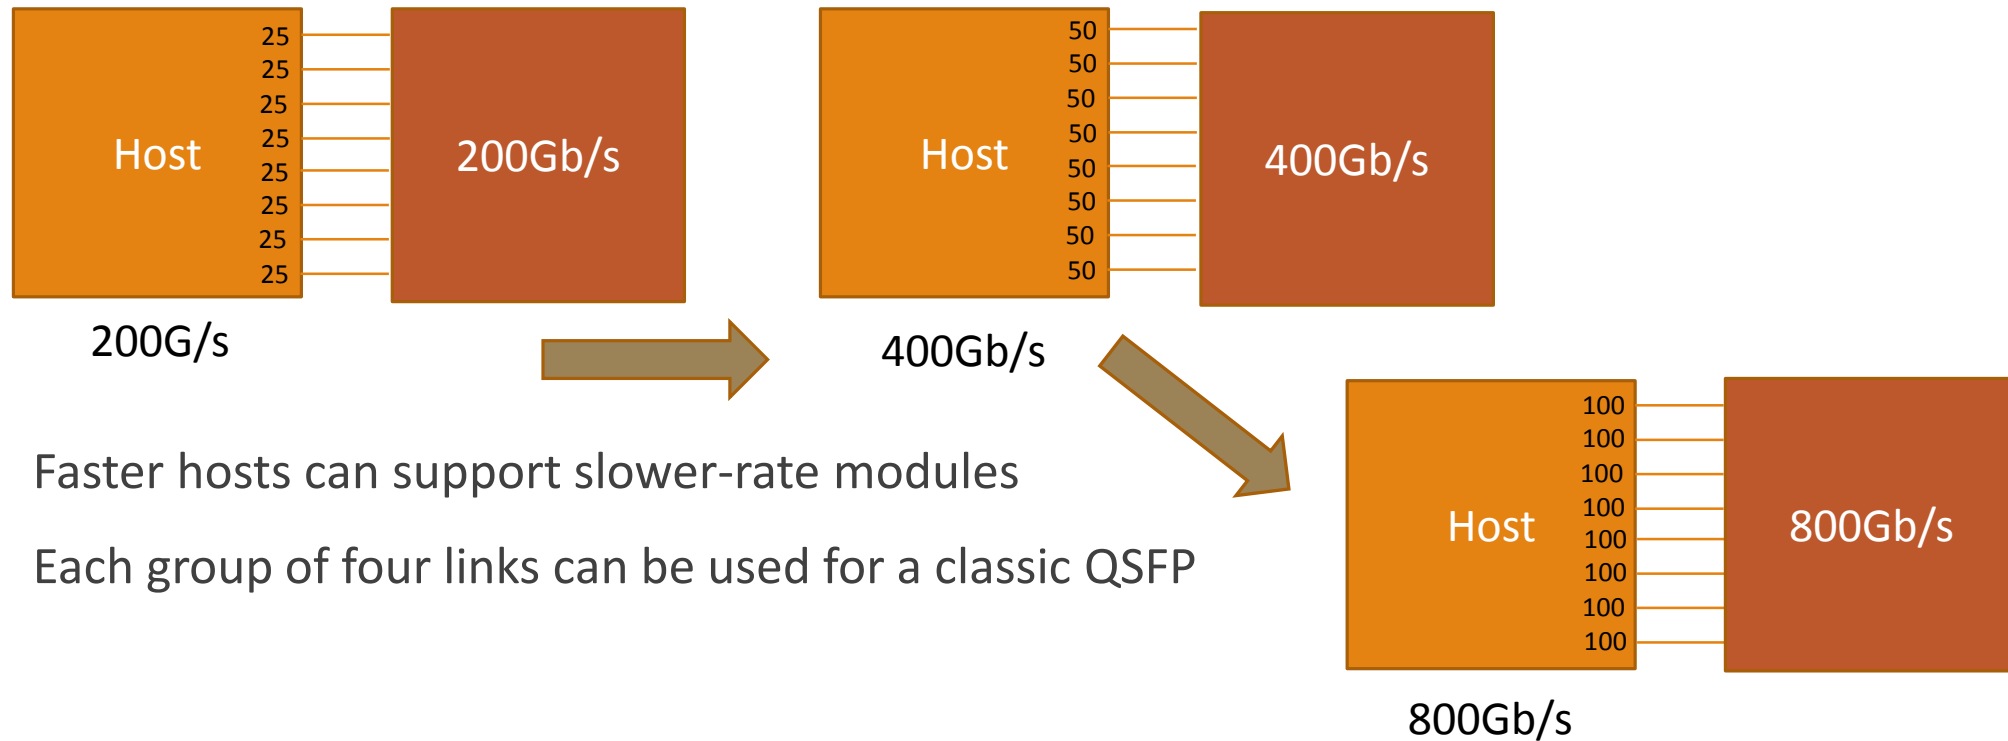 Host
25
25
25
25
25
25
25
25
200Gb/s
200G/s
Host
50
50
50
50
50
50
50
50
400Gb/s
400Gb/s
Faster hosts can support slower-rate modules
Each group of four links can be used for a classic QSFP
Host
100
100
100
100
100
100
100
100
800Gb/s
800Gb/s